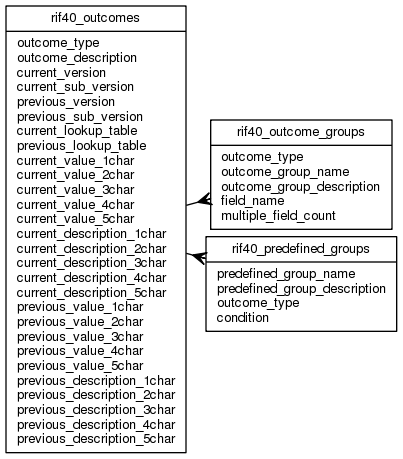 rif40_outcomes
outcome_type
outcome_description
current_version
current_sub_version
previous_version
previous_sub_version
current_lookup_table
previous_lookup_table
current_value_1char
current_value_2char
current_value_3char
current_value_4char
current_value_5char
current_description_1char
current_description_2char
current_description_3char
current_description_4char
current_description_5char
previous_value_1char
previous_value_2char
previous_value_3char
previous_value_4char
previous_value_5char
previous_description_1char
previous_description_2char
previous_description_3char
previous_description_4char
previous_description_5char
rif40_outcome_groups
outcome_type
outcome_group_name
outcome_group_description
field_name
multiple_field_count
rif40_predefined_groups
predefined_group_name
predefined_group_description
outcome_type
condition